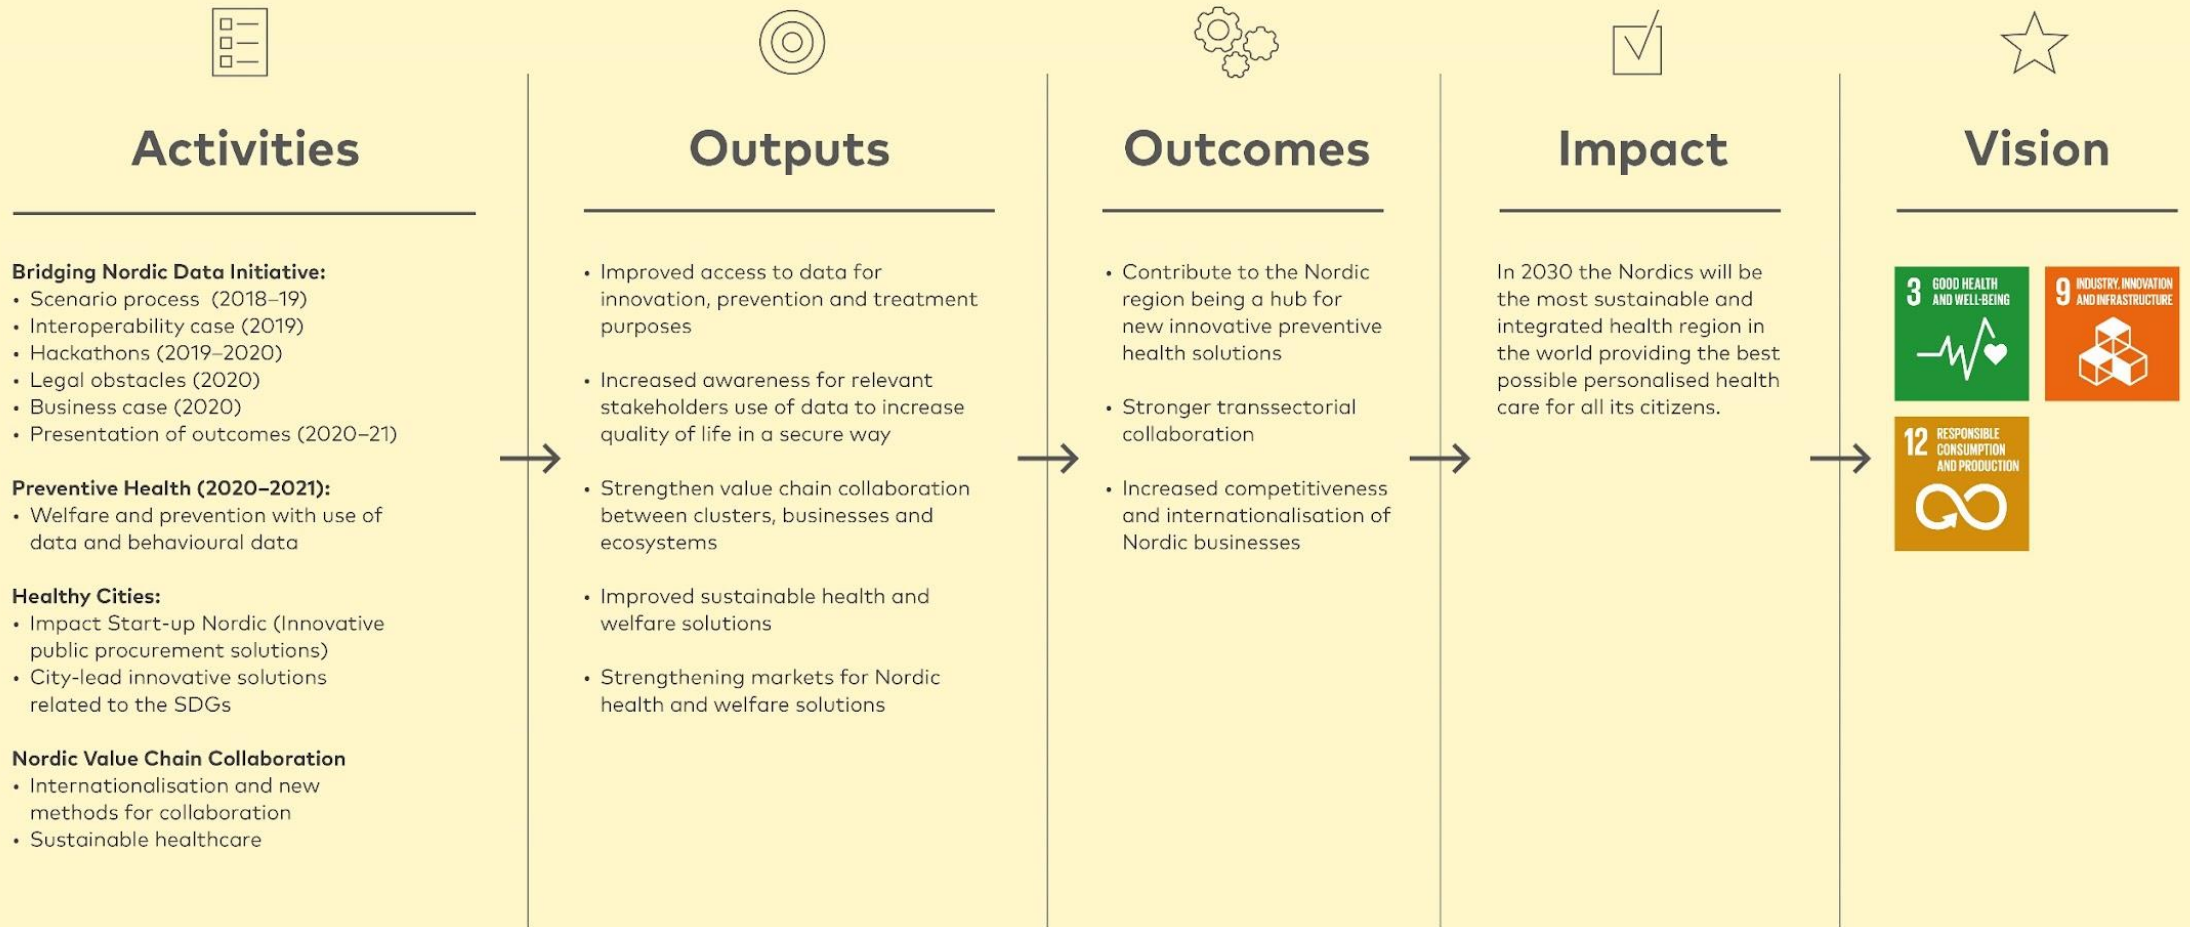 Activities
Bridging Nordic Data Initiative:
• Scenario process (2018–19)
• Interoperability case (2019)
• Hackathons (2019–2020)
• Legal obstacles (2020)
• Business case (2020)
• Presentation of outcomes (2020–21)
Preventive Health (2020–2021):
• Welfare and prevention with use of
data and behavioural data
Healthy Cities:
• Impact Start-up Nordic (Innovative
public procurement solutions)
• City-lead innovative solutions
related to the SDGs
Nordic Value Chain Collaboration
• Internationalisation and new
methods for collaboration
• Sustainable healthcare
Outputs
• Improved access to data for
innovation, prevention and treatment
purposes
• Increased awareness for relevant
stakeholders use of data to increase
quality of life in a secure way
• Strengthen value chain collaboration
between clusters, businesses and
ecosystems
• Improved sustainable health and
welfare solutions
• Strengthening markets for Nordic
health and welfare solutions
Outcomes
• Contribute to the Nordic
region being a hub for
new innovative preventive
health solutions
• Stronger transsectorial
collaboration
• Increased competitiveness
and internationalisation of
Nordic businesses
Impact
In 2030 the Nordics will be
the most sustainable and
integrated health region in
the world providing the best
possible personalised health
care for all its citizens.
Vision
3 GOOD HEALTH
AND WELL-BEING
9 INDUSTRY, INNOVATION
AND INFRASTRUCTURE
12 RESPONSIBLE
CONSUMPTION
AND PRODUCTION